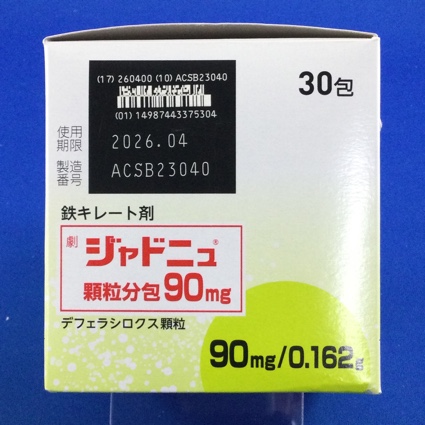 (17) 260400 (10) ACSB23040
(01) 14987443375304
30包
使用期限 2026.04
製造番号 ACSB23040
鉄キレート剤
劇 ジャドニュ®
顆粒分包90mg
デフェラシロクス顆粒
90mg/0.162g